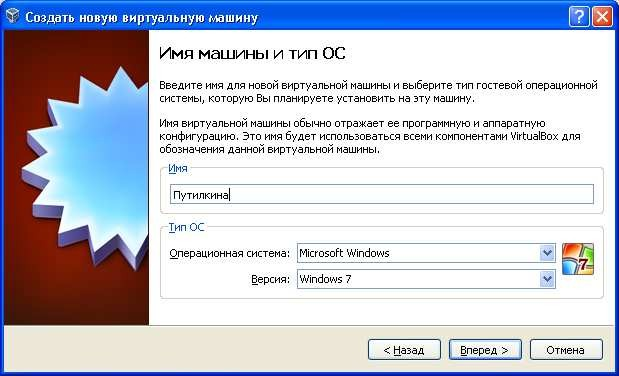 Создать новую виртуальную машину
Имя машины и тип ОС
Введите имя для новой виртуальной машины и выберите тип гостевой операционной
системы, которую Вы планируете установить на эту машину.
Имя виртуальной машины обычно отражает ее программную и аппаратную
конфигурацию. Это имя будет использоваться всеми компонентами VirtualBox для
обозначения данной виртуальной машины.
Имя
Путилкина
Тип ОС
Операционная система: Microsoft Windows
7
Версия: Windows 7
< Назад Вперед > Отмена